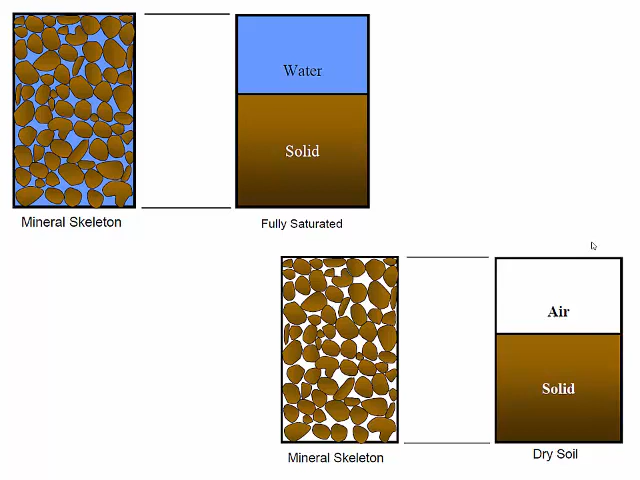 Water
Solid
Mineral Skeleton
Fully Saturated
Air
Solid
Mineral Skeleton
Dry Soil